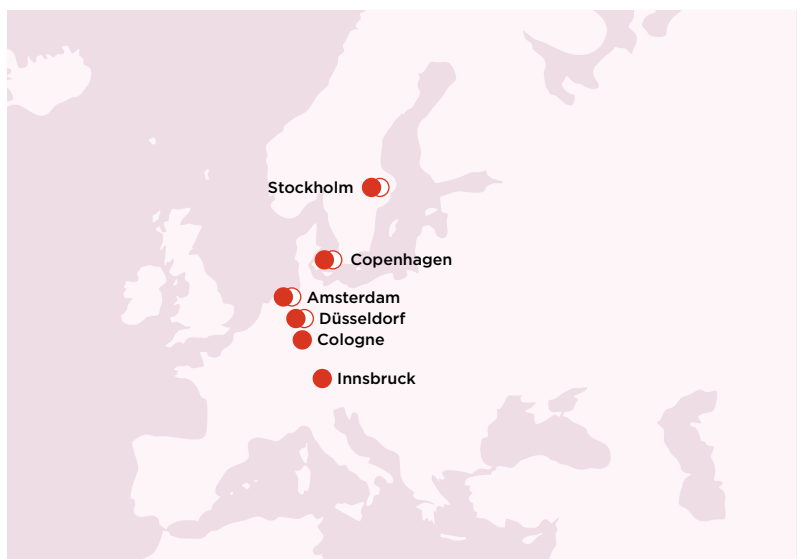 Stockholm
Copenhagen
Amsterdam
Düsseldorf
Cologne
Innsbruck